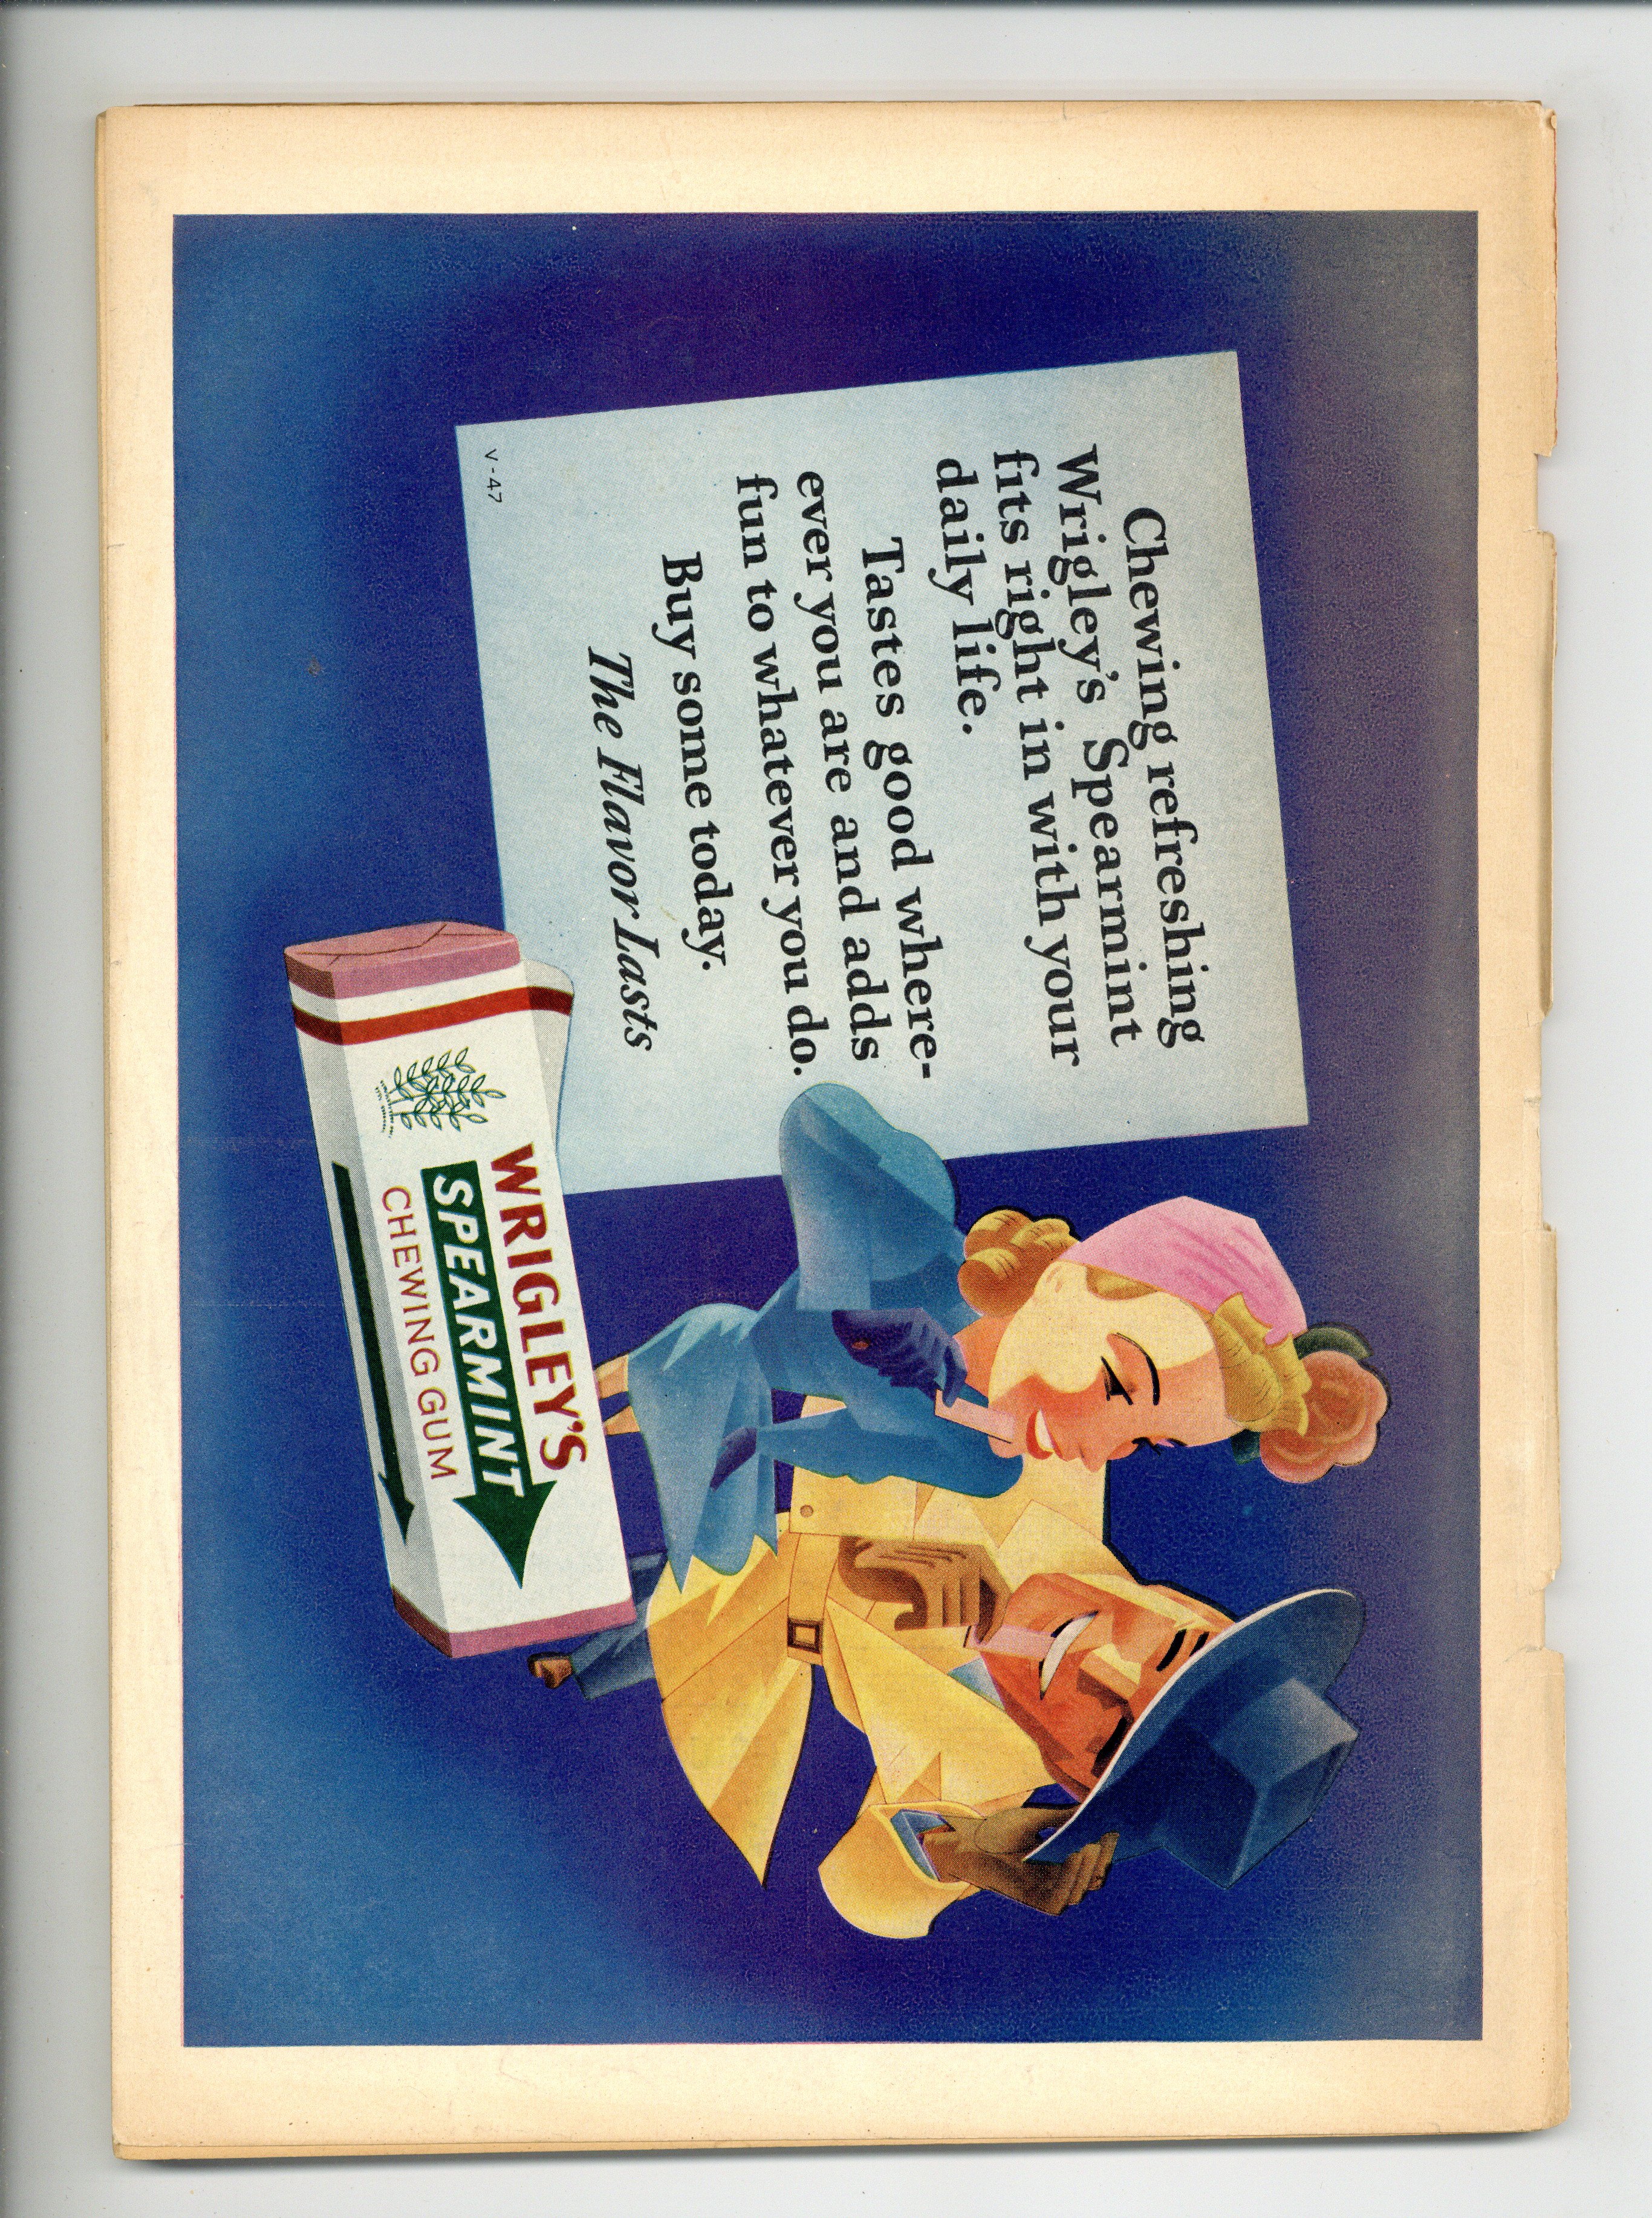 Chewing refreshing
Wrigley's Spearmint
fits right in with your
daily life.
Tastes good where-
ever you are and adds
fun to whatever you do.
Buy some today.
The Flavor Lasts
V-47
WRIGLEY'S
SPEARMINT
CHEWING GUM